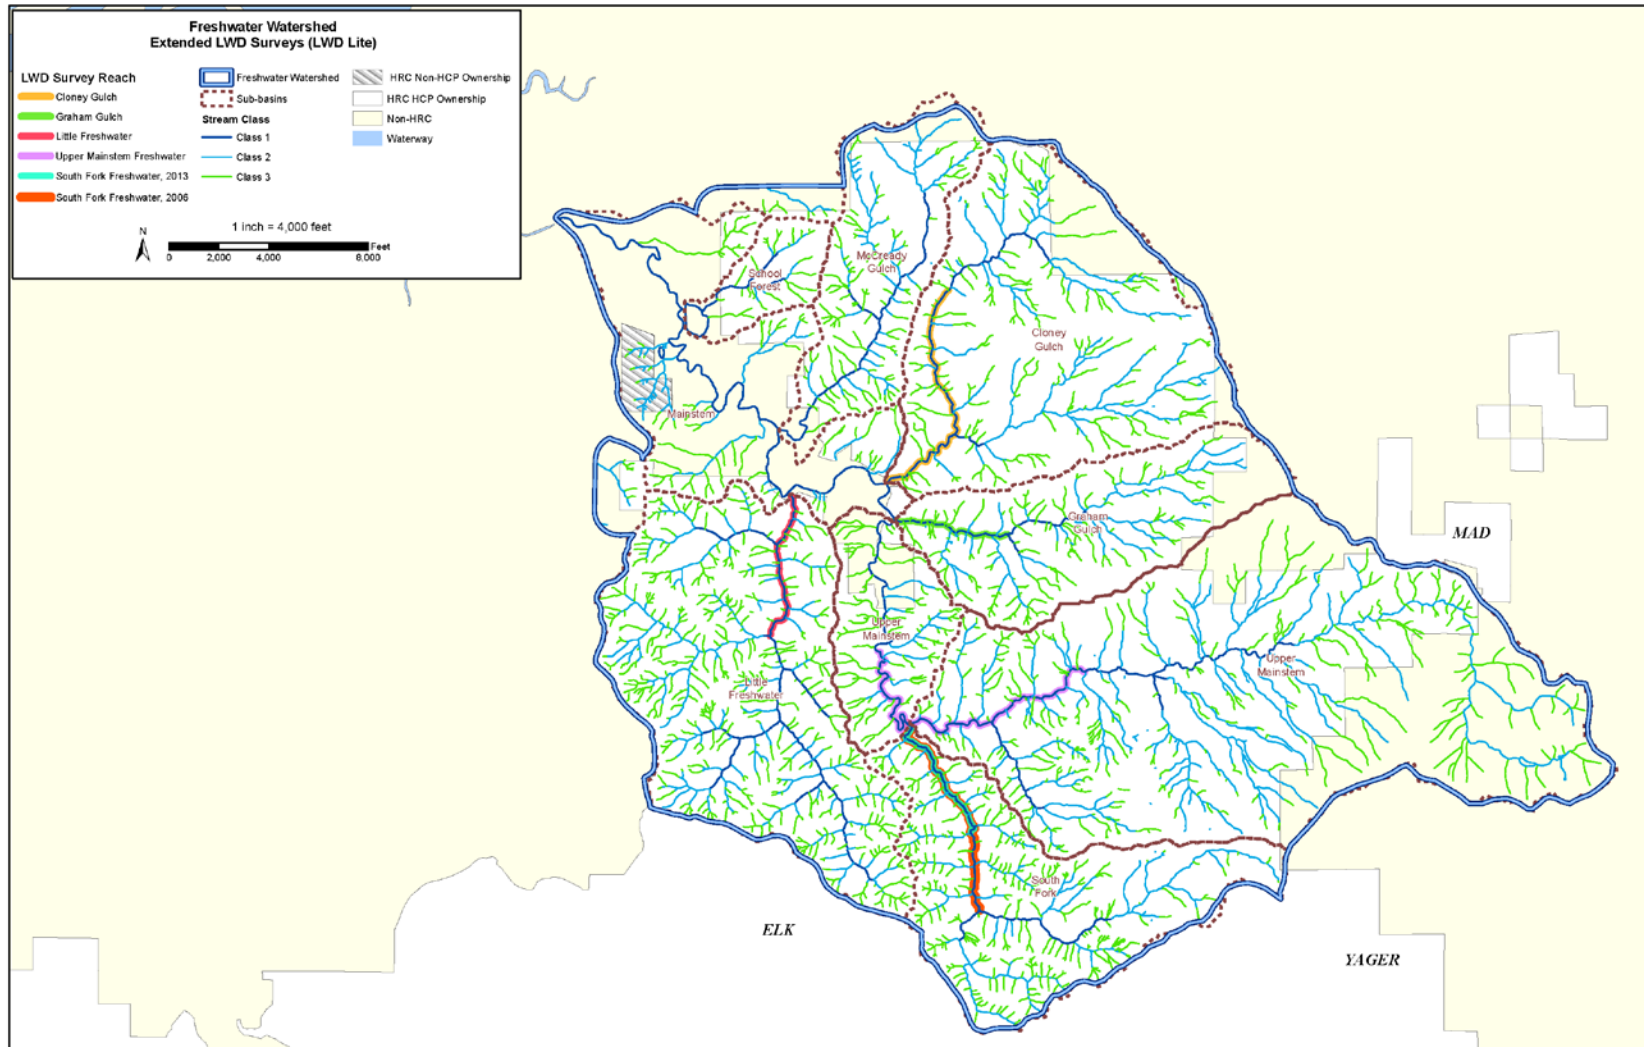 Freshwater Watershed
Extended LWD Surveys (LWD Lite)
LWD Survey Reach
Cloney Gulch
Graham Gulch
Little Freshwater
Upper Mainstem Freshwater
South Fork Freshwater, 2013
South Fork Freshwater, 2006
Freshwater Watershed
Sub-basins
Stream Class
Class 1
Class 2
Class 3
HRC Non-HCP Ownership
HRC HCP Ownership
Non-HRC
Waterway
1 inch = 4,000 feet
N
Feet
0 2,000 4,000 8,000
McCready
Gulch
School
Forest
Cloney
Gulch
Mainstem
Graham
Gulch
MAD
Upper
Mainstem
Upper
Mainstem
Little
Freshwater
South
Fork
ELK
YAGER